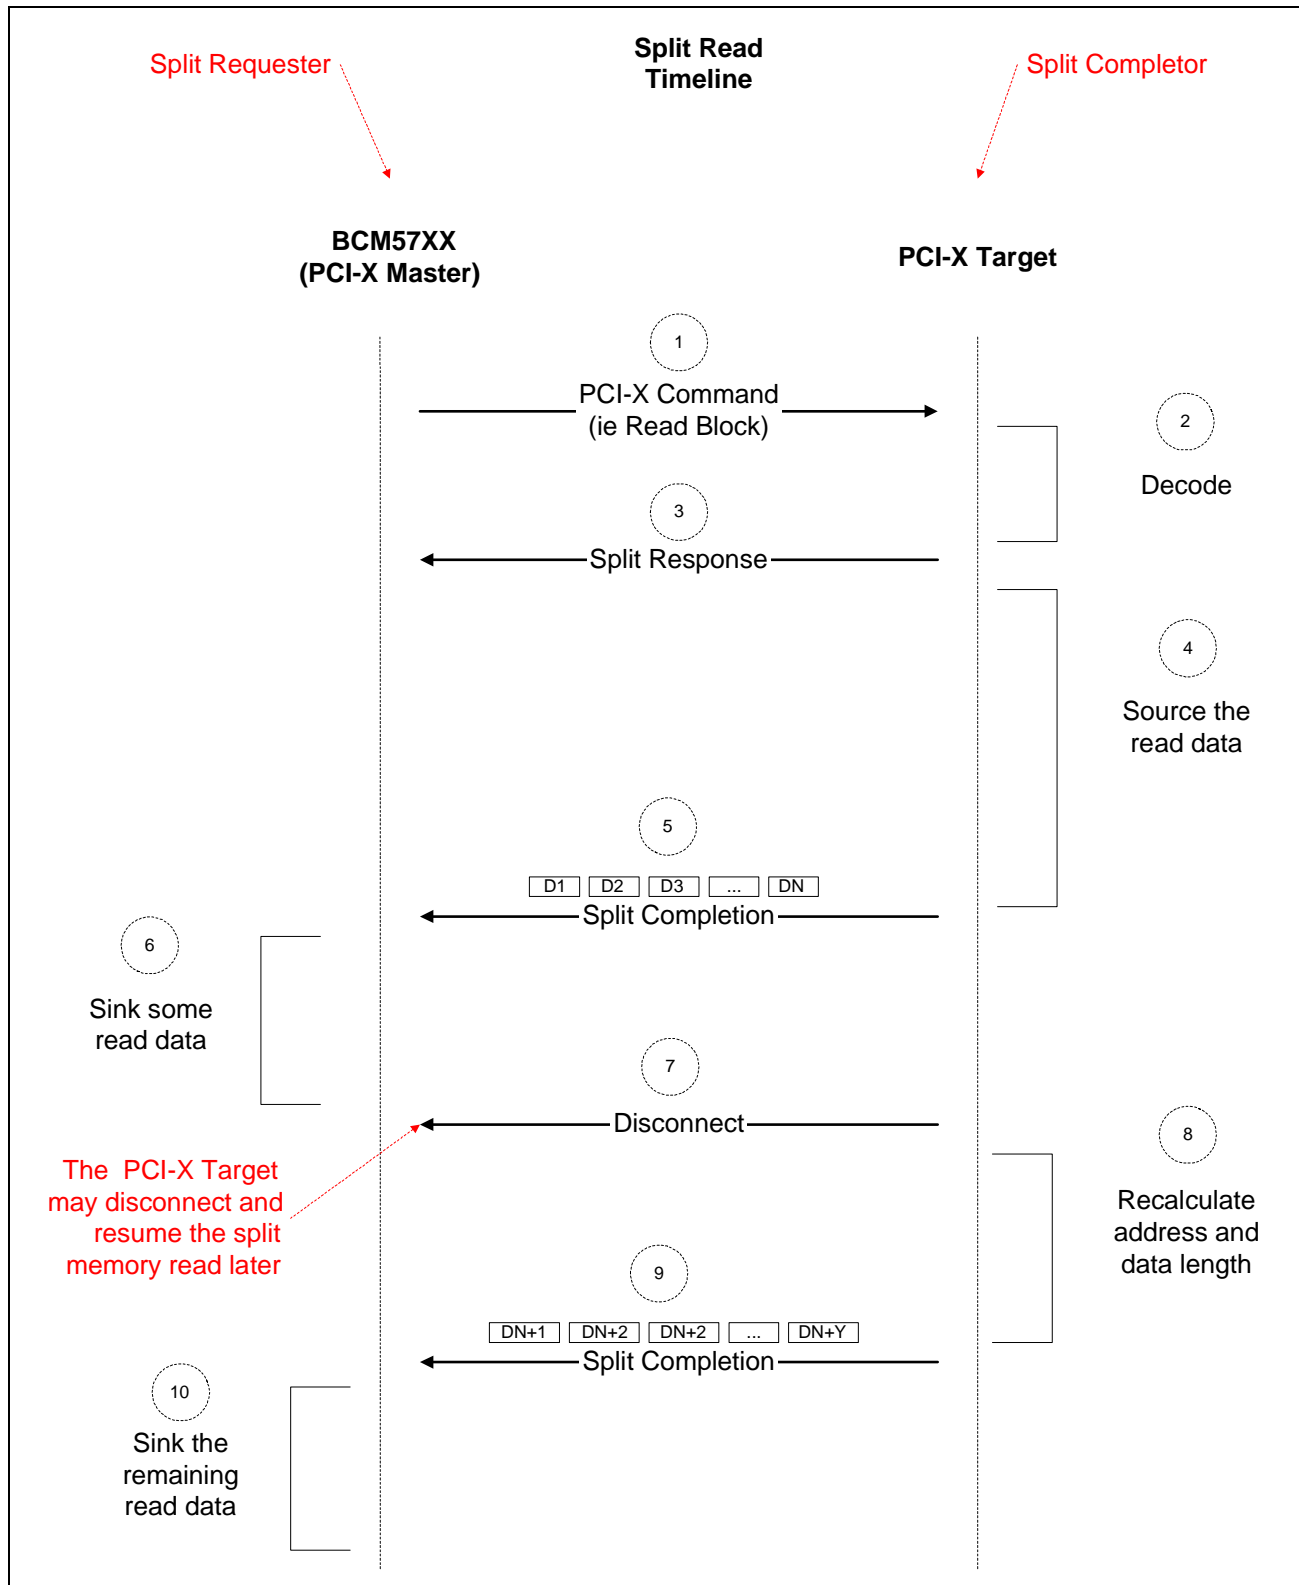 Split Read
Timeline
Split Requester
Split Completor
BCM57XX
(PCI-X Master)
PCI-X Target
1
PCI-X Command
(ie Read Block)
2
Decode
3
Split Response
4
Source the
read data
5
D1 D2 D3 ... DN
Split Completion
6
Sink some
read data
7
Disconnect
The PCI-X Target
may disconnect and
resume the split
memory read later
8
Recalculate
address and
data length
9
DN+1 DN+2 DN+2 ... DN+Y
Split Completion
10
Sink the
remaining
read data